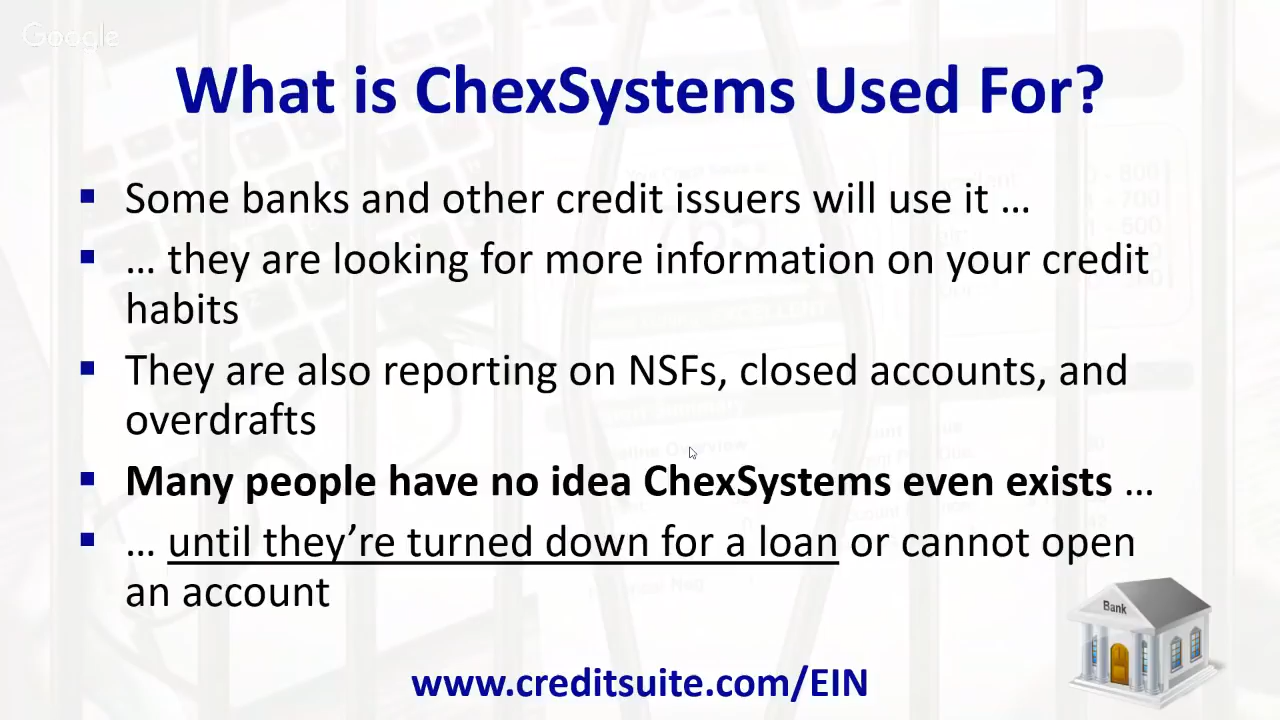 Google
What is ChexSystems Used For?
▪ Some banks and other credit issuers will use it …
▪ … they are looking for more information on your credit
habits
▪ They are also reporting on NSFs, closed accounts, and
overdrafts
▪ Many people have no idea ChexSystems even exists …
▪ … until they’re turned down for a loan or cannot open
an account
Bank
www.creditsuite.com/EIN